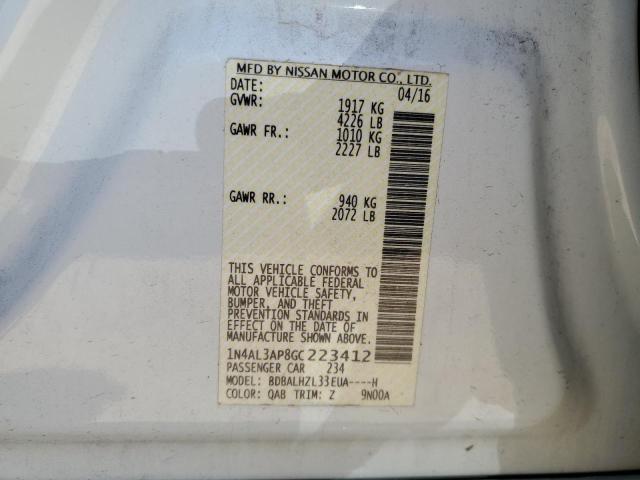 MFD BY NISSAN MOTOR CO., LTD.
DATE: 04/16
GVWR: 1917 KG
4226 LB
GAWR FR.: 1010 KG
2227 LB
GAWR RR.: 940 KG
2072 LB
THIS VEHICLE CONFORMS TO
ALL APPLICABLE FEDERAL
MOTOR VEHICLE SAFETY,
BUMPER, AND THEFT
PREVENTION STANDARDS IN
EFFECT ON THE DATE OF
MANUFACTURE SHOWN ABOVE.
1N4AL3AP8GC223412
PASSENGER CAR 234
MODEL: BDBALHZL33EUA----H
COLOR: QAB TRIM: Z 9N00A